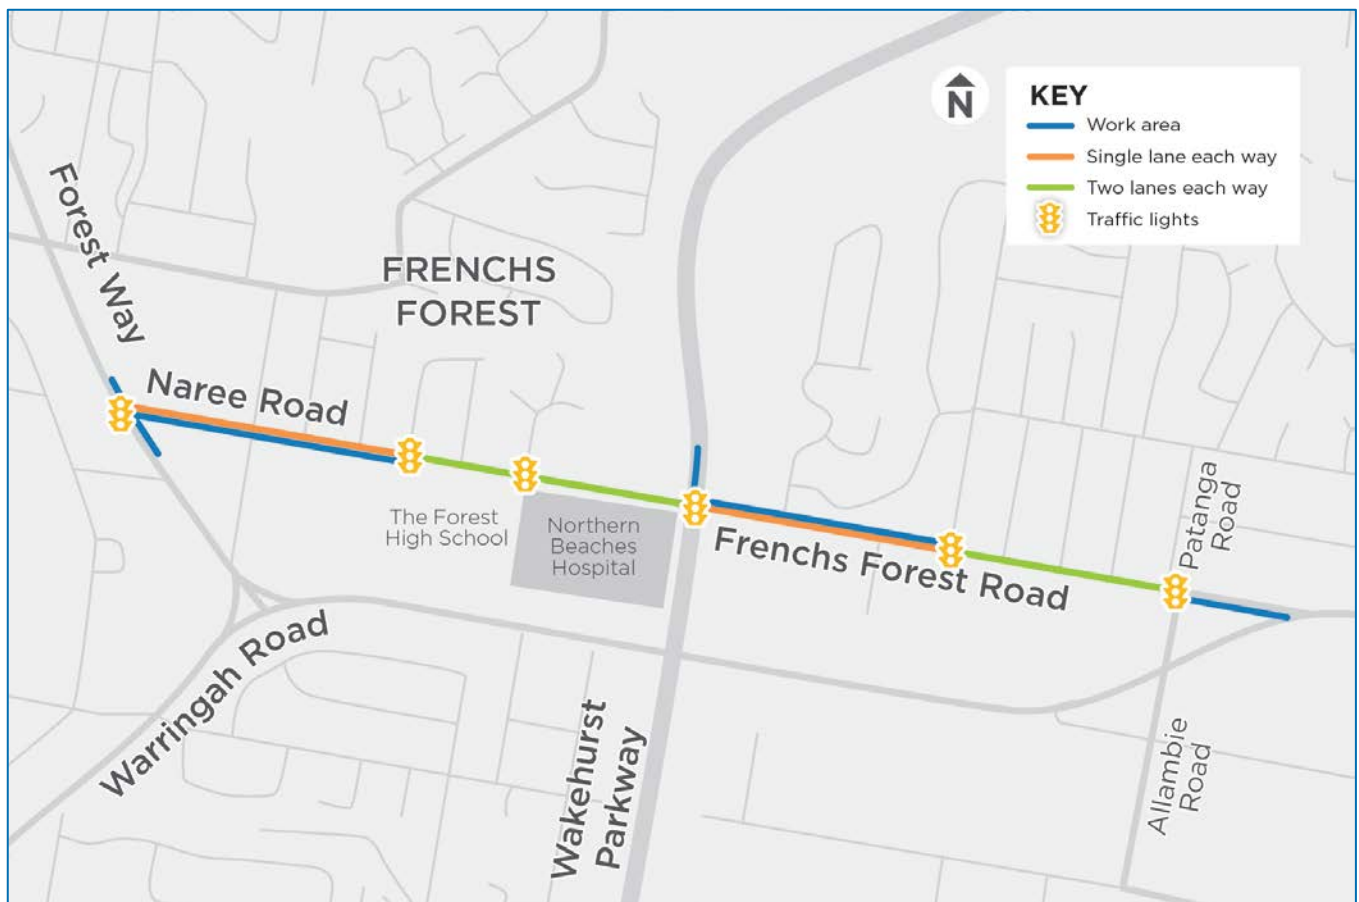 N
KEY
Work area
Single lane each way
Two lanes each way
Traffic lights
Forest Way
FRENCHS
FOREST
Naree Road
The Forest
High School
Northern
Beaches
Hospital
Frenchs Forest Road
Patanga
Road
Warringah Road
Wakehurst
Parkway
Allambie
Road